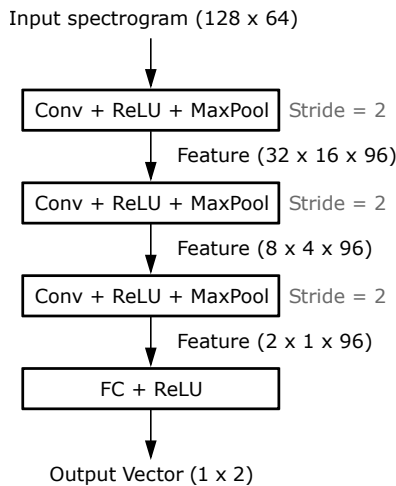 Input spectrogram (128 x 64)
Conv + ReLU + MaxPool Stride = 2
Feature (32 x 16 x 96)
Conv + ReLU + MaxPool Stride = 2
Feature (8 x 4 x 96)
Conv + ReLU + MaxPool Stride = 2
Feature (2 x 1 x 96)
FC + ReLU
Output Vector (1 x 2)